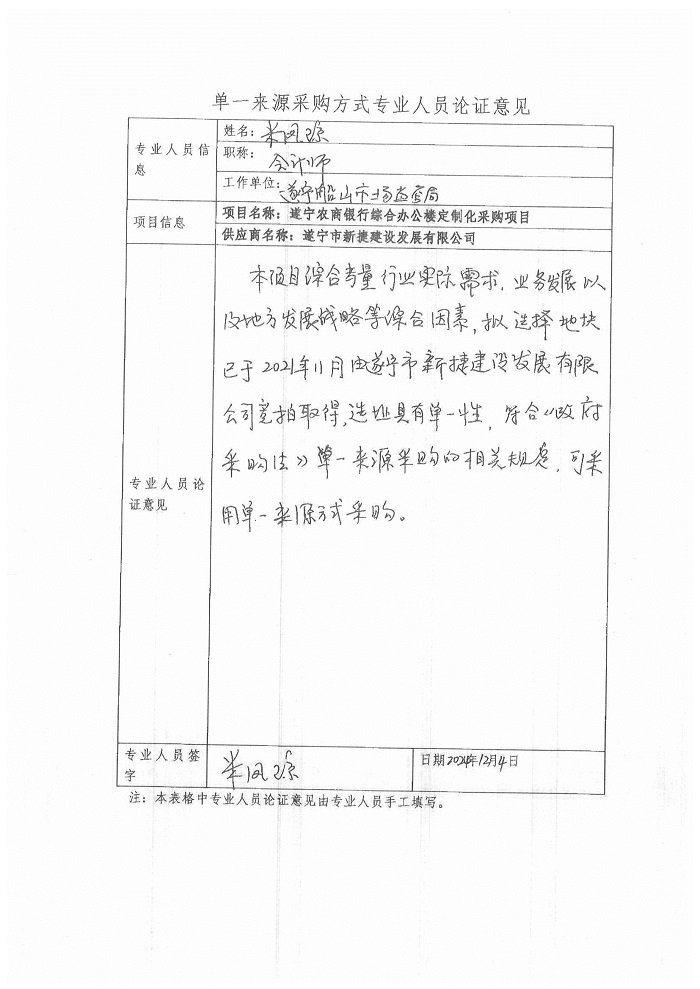 单一来源采购方式专业人员论证意见
专业人员信息
姓名：米凤琼
职称：会计师
工作单位：遂宁船山市场监管局
项目信息
项目名称：遂宁农商银行综合办公楼定制化采购项目
供应商名称：遂宁市新捷建设发展有限公司
专业人员论证意见
本项目综合考量行业实际需求，业务发展以
及地方发展战略等综合因素，拟选择地块
已于2021年11月由遂宁市新捷建设发展有限
公司竞拍取得，选址具有单一性，符合《政府
采购法》单一来源采购的相关规定，可采
用单一来源方式采购。
专业人员签字
米凤琼
日期2024年12月4日
注：本表格中专业人员论证意见由专业人员手工填写。